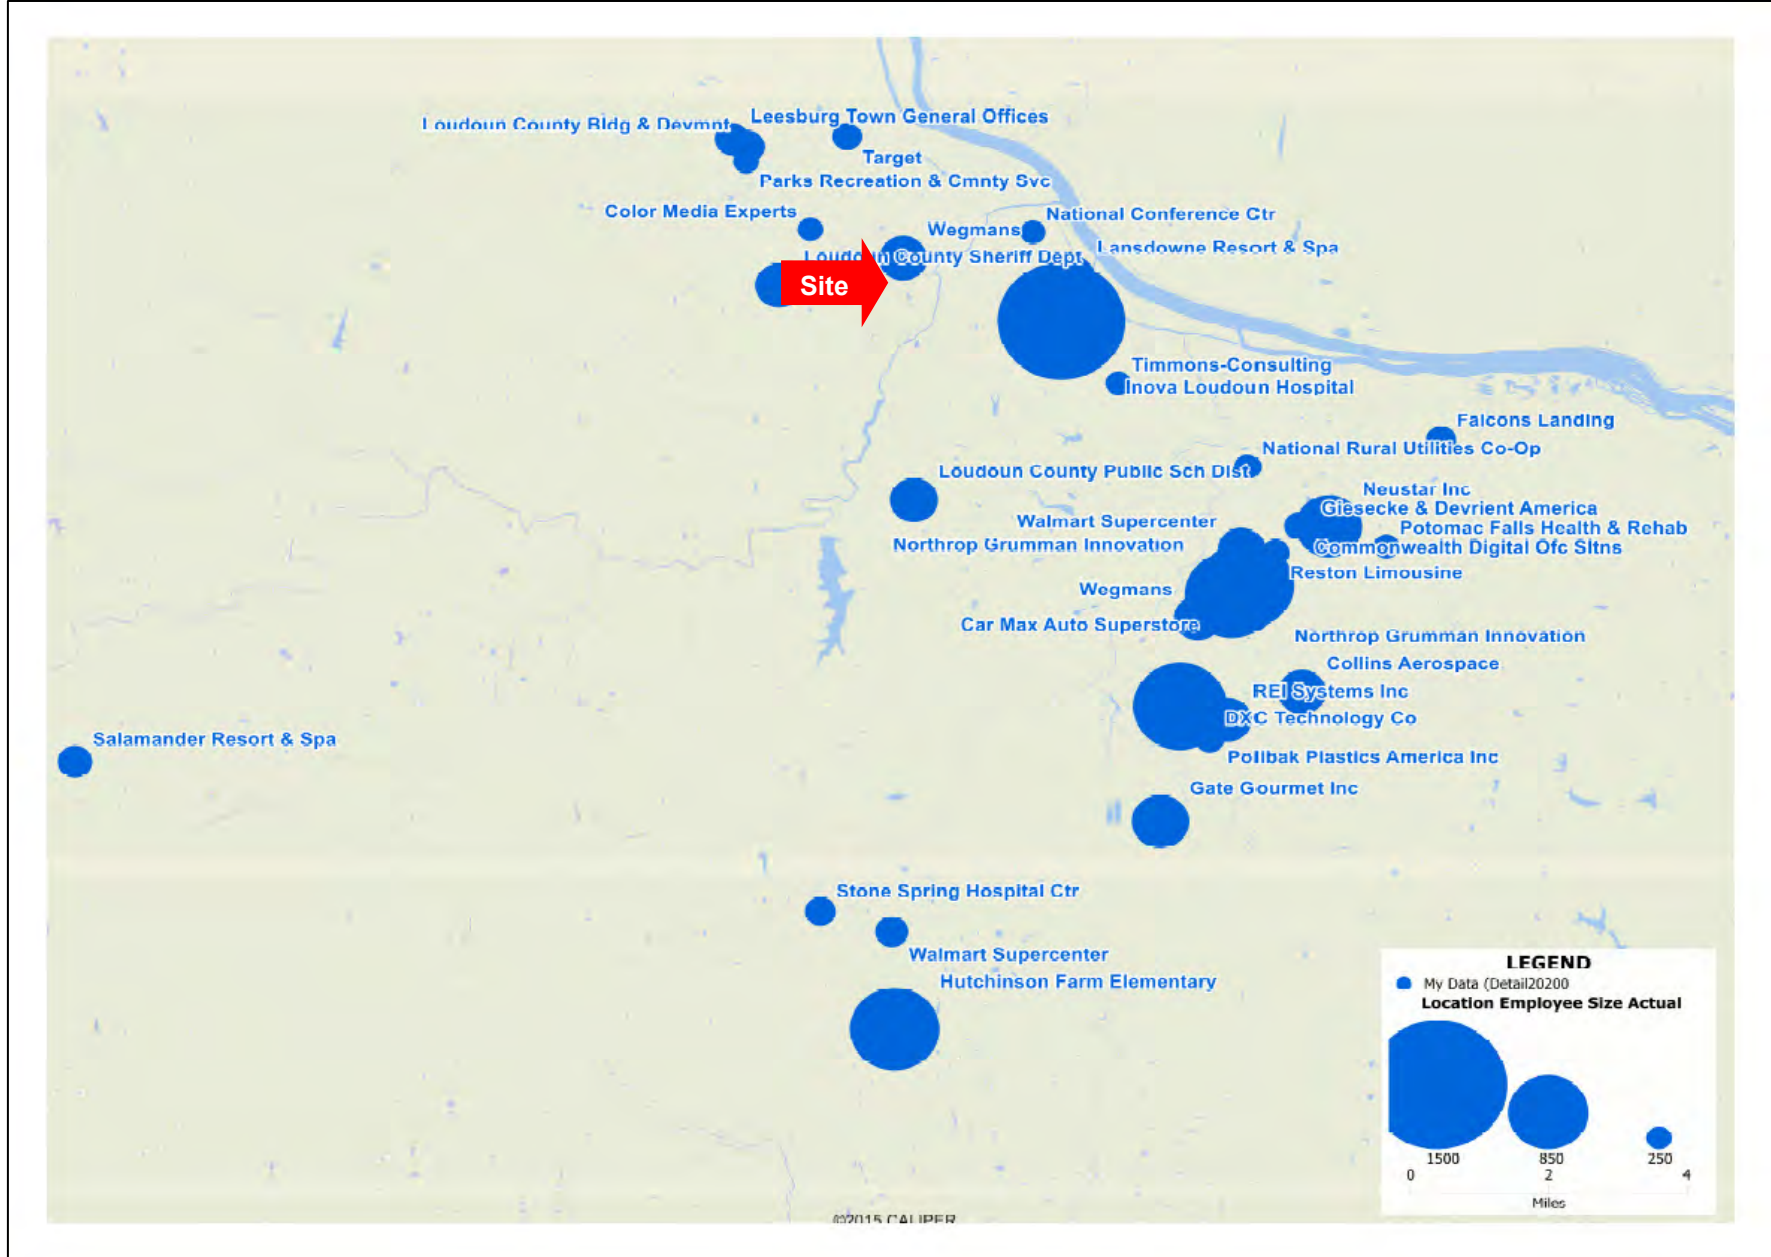 Leesburg Town General Offices
Loudoun County Bldg & Devmnt
Target
Parks Recreation & Cmnty Svc
Color Media Experts
National Conference Ctr
Wegmans
Lansdowne Resort & Spa
Loudoun County Sheriff Dept
Site
Timmons-Consulting
Inova Loudoun Hospital
Falcons Landing
National Rural Utilities Co-Op
Loudoun County Public Sch Dist
Neustar Inc
Giesecke & Devrient America
Walmart Supercenter
Potomac Falls Health & Rehab
Northrop Grumman Innovation
Commonwealth Digital Ofc Sltns
Reston Limousine
Wegmans
Car Max Auto Superstore
Northrop Grumman Innovation
Collins Aerospace
REI Systems Inc
DXC Technology Co
Salamander Resort & Spa
Polibak Plastics America Inc
Gate Gourmet Inc
Stone Spring Hospital Ctr
Walmart Supercenter
Hutchinson Farm Elementary
LEGEND
My Data (Detail20200
Location Employee Size Actual
1500 850 250
0 2 4
Miles
©2015 CALIPER